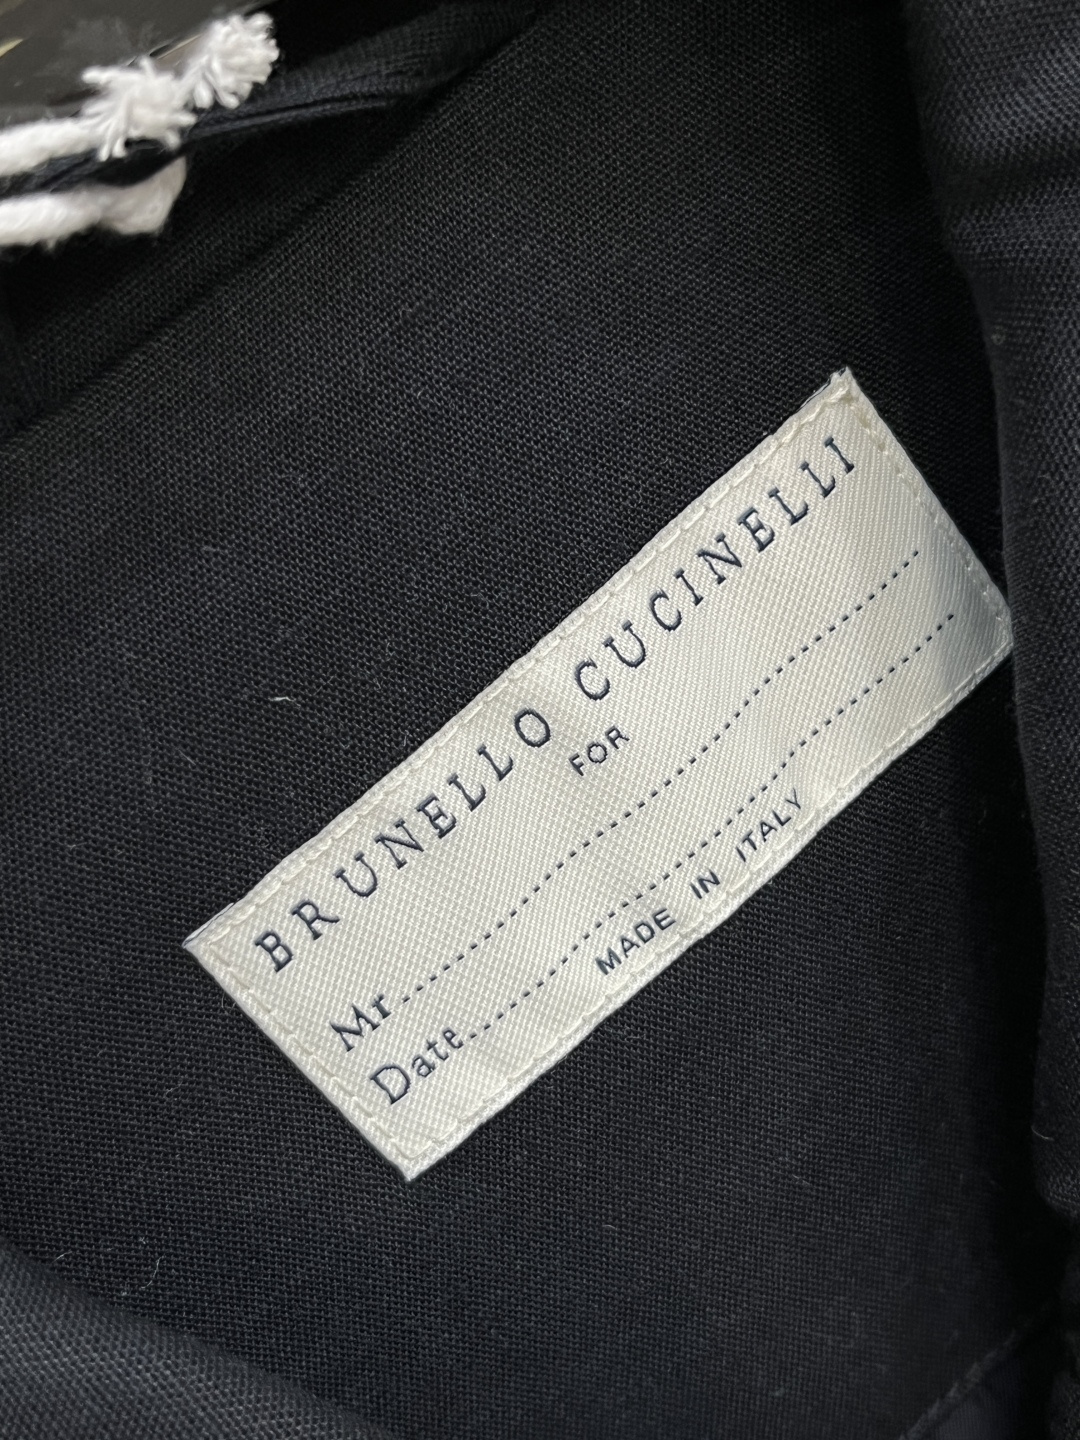 BRUNELLO CUCINELLI
FOR
Mr........................................................
Date........................................................
MADE IN ITALY